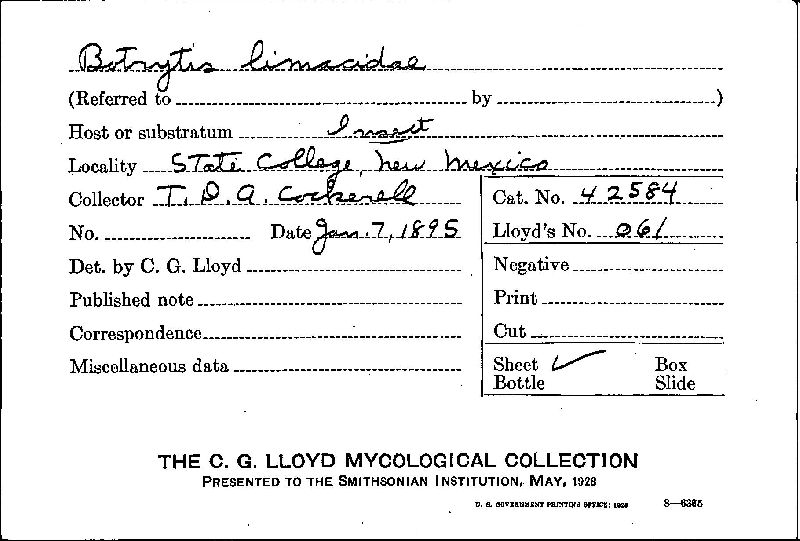 Botrytis limacidae
(Referred to by )
Host or substratum Insect
Locality State College, New Mexico
Collector T. D. A. Cockerell
Cat. No. 42584
No. Date Jan. 7, 1895
Lloyd's No. 061
Det. by C. G. Lloyd
Negative
Published note
Print
Correspondence
Cut
Miscellaneous data
Sheet ✓ Box
Bottle Slide
THE C. G. LLOYD MYCOLOGICAL COLLECTION
PRESENTED TO THE SMITHSONIAN INSTITUTION, MAY, 1928
U. S. GOVERNMENT PRINTING OFFICE: 1928 8—6365